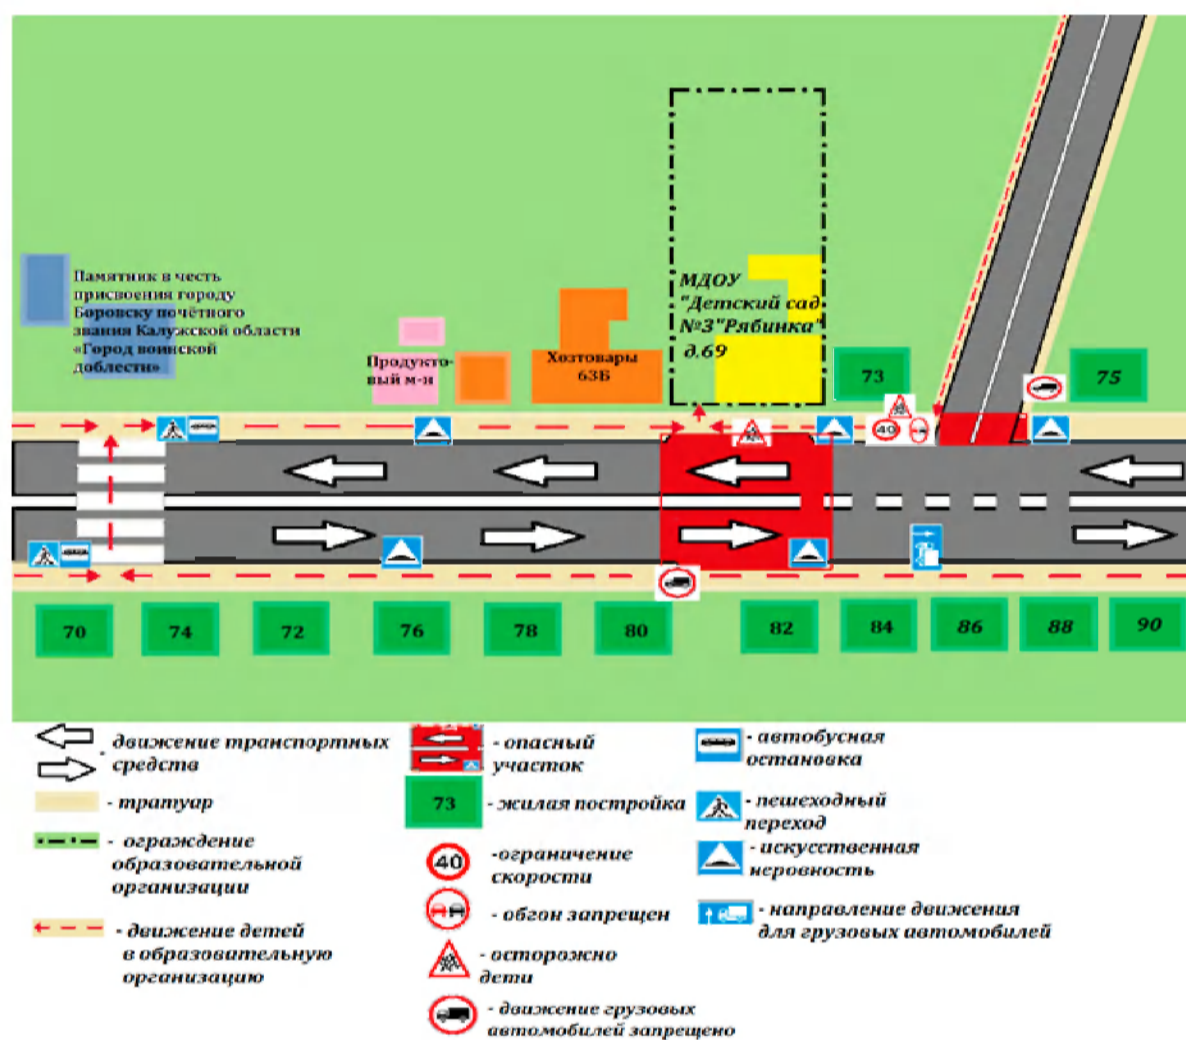 Памятник в честь
присвоения городу
Боровску почётного
звания Калужской области
«Город воинской
доблести»
Продукто-
вый м-н
Хозтовары
63Б
МДОУ
"Детский сад
№3"Рябинка"
д.69
73
75
40
70
74
72
76
78
80
82
84
86
88
90
- движение транспортных
средств
- тратуар
- ограждение
образовательной
организации
- движение детей
в образовательную
организацию
- опасный
участок
73
- жилая постройка
40
-ограничение
скорости
- обгон запрещен
- осторожно
дети
- движение грузовых
автомобилей запрещено
- автобусная
остановка
- пешеходный
переход
- искусственная
неровность
- направление движения
для грузовых автомобилей